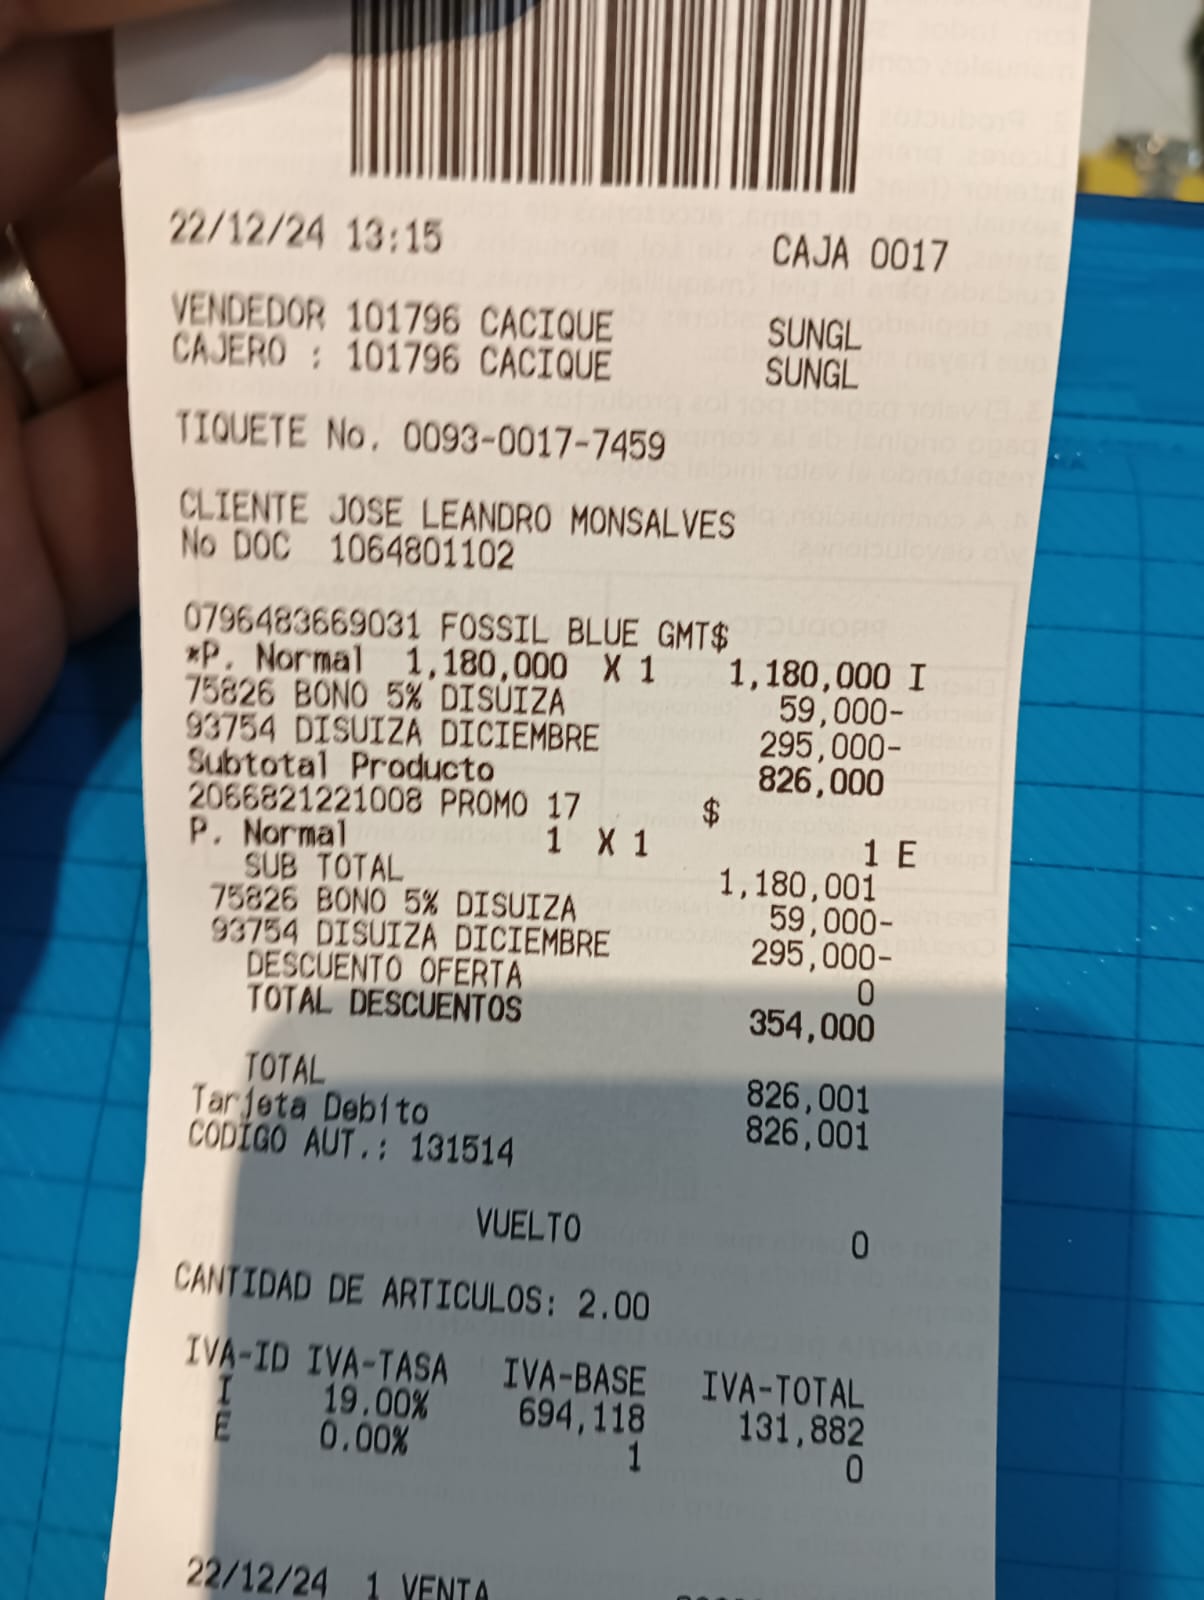 22/12/24 13:15 CAJA 0017
VENDEDOR 101796 CACIQUE SUNGL
CAJERO : 101796 CACIQUE SUNGL
TIQUETE No. 0093-0017-7459
CLIENTE JOSE LEANDRO MONSALVES
No DOC 1064801102
0796483669031 FOSSIL BLUE GMT$
*P. Normal 1,180,000 X 1 1,180,000 I
75826 BONO 5% DISUIZA 59,000-
93754 DISUIZA DICIEMBRE 295,000-
Subtotal Producto 826,000
2066821221008 PROMO 17 $
P. Normal 1 X 1 1 E
SUB TOTAL 1,180,001
75826 BONO 5% DISUIZA 59,000-
93754 DISUIZA DICIEMBRE 295,000-
DESCUENTO OFERTA 0
TOTAL DESCUENTOS 354,000
TOTAL 826,001
Tarjeta Debito 826,001
CODIGO AUT.: 131514
VUELTO 0
CANTIDAD DE ARTICULOS: 2.00
IVA-ID IVA-TASA IVA-BASE IVA-TOTAL
I 19.00% 694,118 131,882
E 0.00% 1 0
22/12/24 1 VENTA